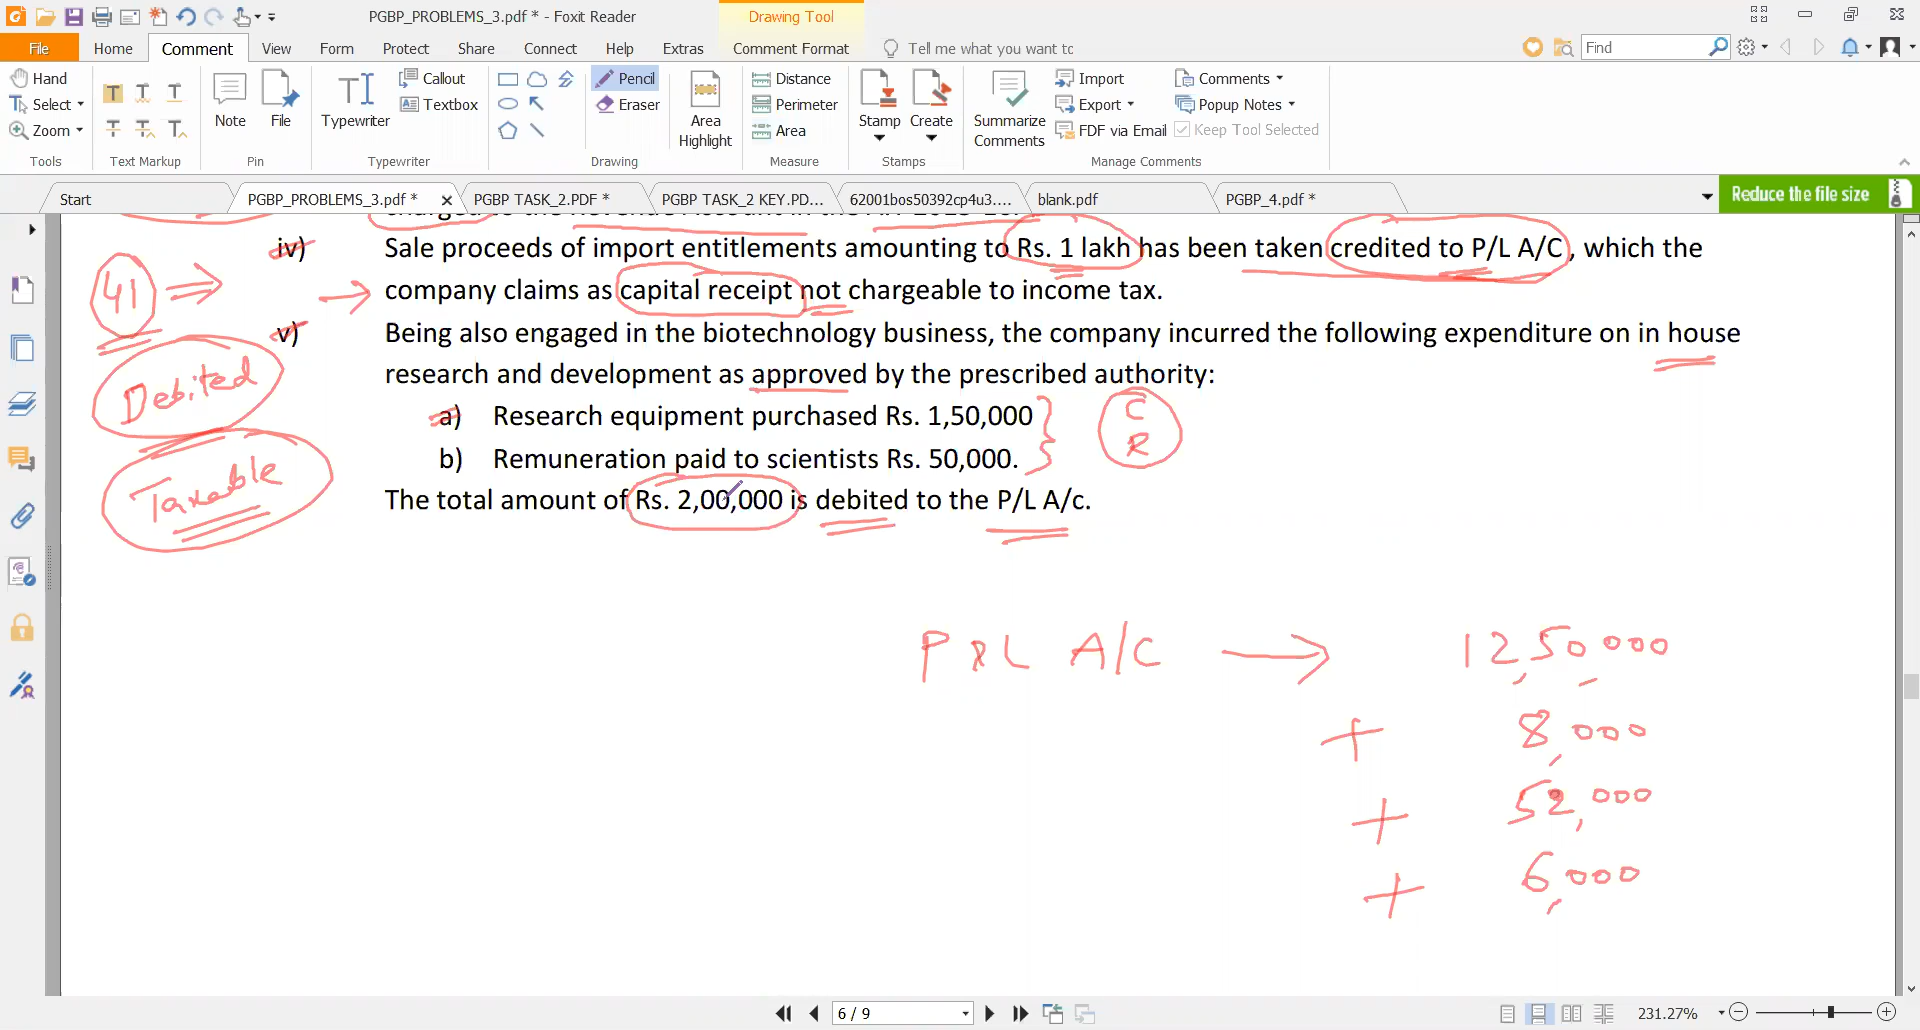 PGBP_PROBLEMS_3.pdf * - Foxit Reader
Drawing Tool
File Home Comment View Form Protect Share Connect Help Extras Comment Format Tell me what you want to
Find
Hand
Select
Zoom
Tools
Text Markup
Note
File
Pin
Typewriter
Callout
Textbox
Typewriter
Pencil
Eraser
Area
Highlight
Drawing
Distance
Perimeter
Area
Measure
Stamp
Create
Stamps
Summarize
Comments
Import
Export
FDF via Email
Comments
Popup Notes
Keep Tool Selected
Manage Comments
Start
PGBP_PROBLEMS_3.pdf *
PGBP TASK_2.PDF *
PGBP TASK_2 KEY.PD...
62001bos50392cp4u3....
blank.pdf
PGBP_4.pdf *
Reduce the file size
iv) Sale proceeds of import entitlements amounting to Rs. 1 lakh has been taken credited to P/L A/C, which the
company claims as capital receipt not chargeable to income tax.
41
v) Being also engaged in the biotechnology business, the company incurred the following expenditure on in house
research and development as approved by the prescribed authority:
Debited
a) Research equipment purchased Rs. 1,50,000
C
R
b) Remuneration paid to scientists Rs. 50,000.
Taxable
The total amount of Rs. 2,00,000 is debited to the P/L A/c.
P & L A/C → 12,50,000
+ 8,000
+ 52,000
+ 6,000
6 / 9
231.27%